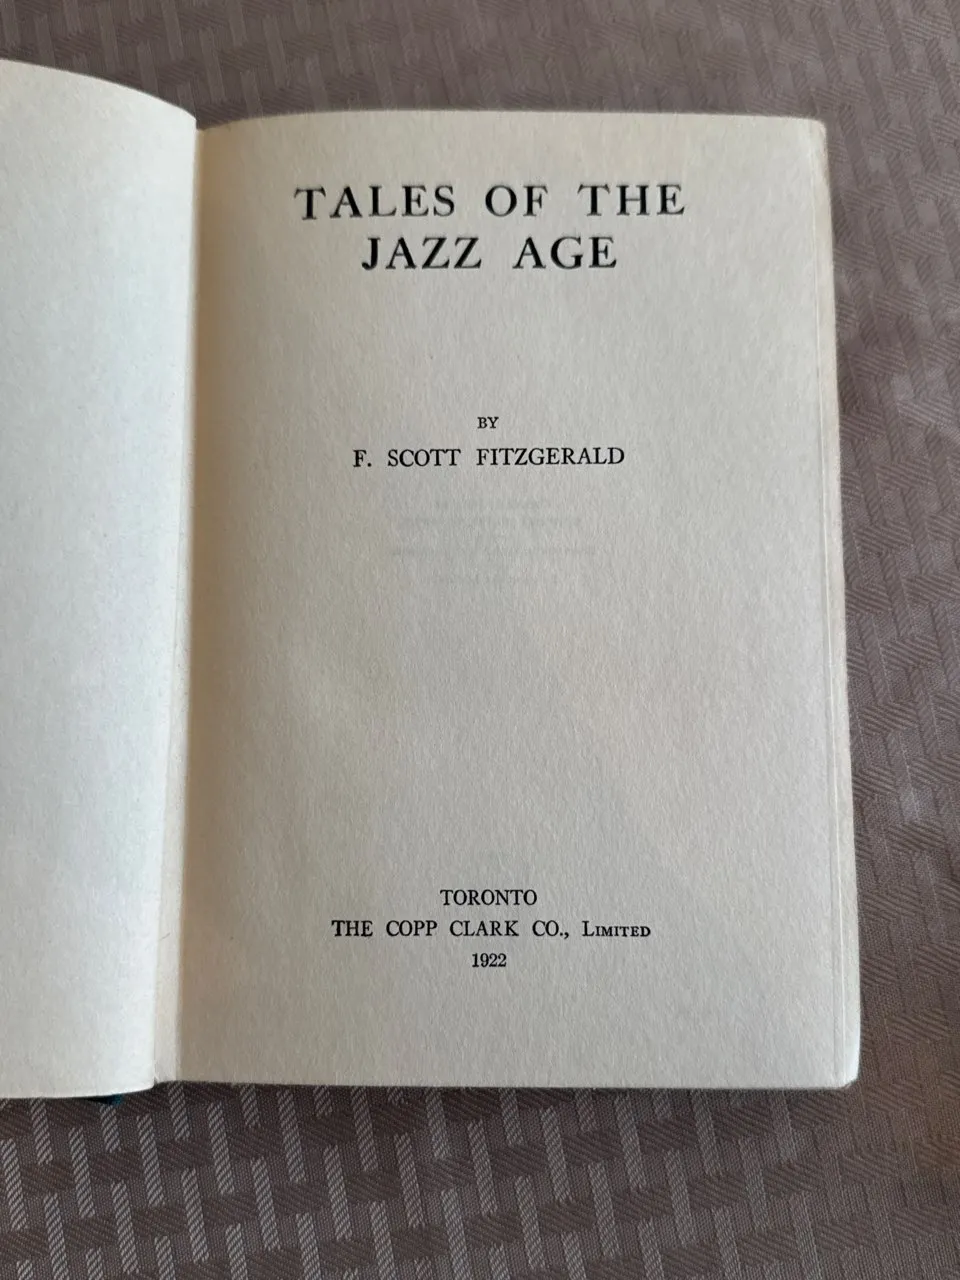 TALES OF THE
JAZZ AGE
BY
F. SCOTT FITZGERALD
TORONTO
THE COPP CLARK CO., LIMITED
1922